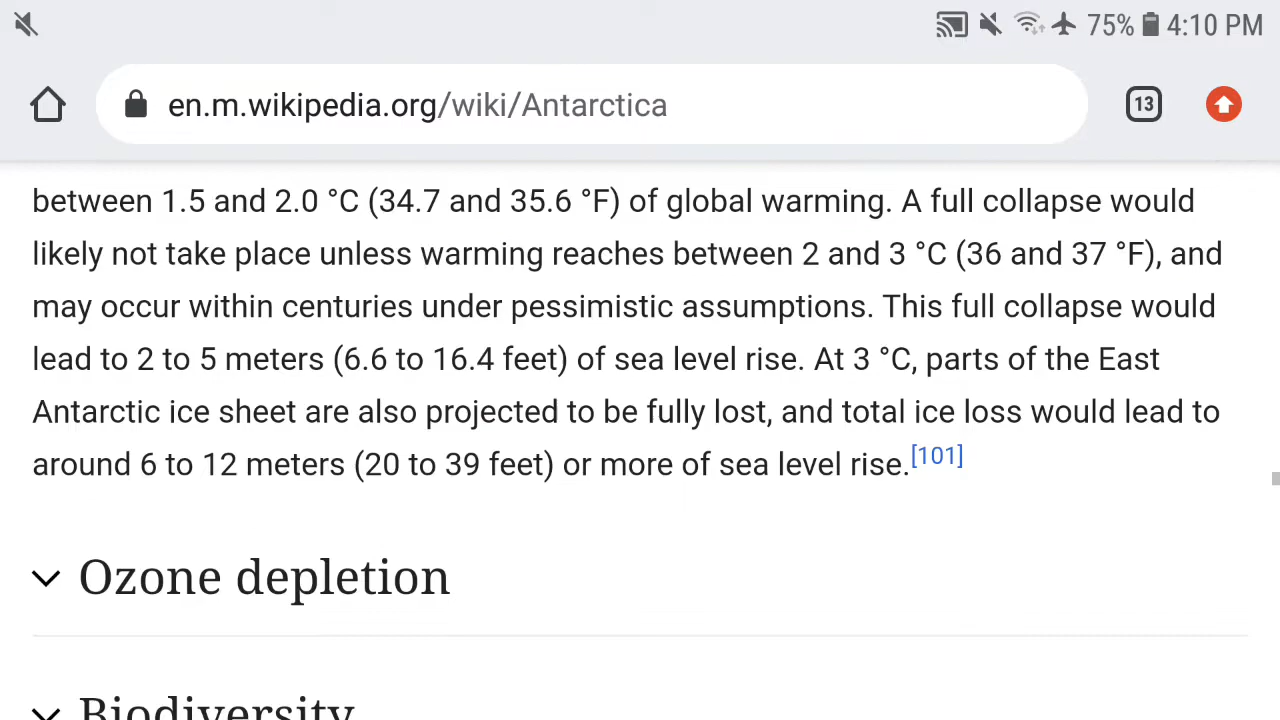 75% 4:10 PM
en.m.wikipedia.org/wiki/Antarctica
13
between 1.5 and 2.0 °C (34.7 and 35.6 °F) of global warming. A full collapse would
likely not take place unless warming reaches between 2 and 3 °C (36 and 37 °F), and
may occur within centuries under pessimistic assumptions. This full collapse would
lead to 2 to 5 meters (6.6 to 16.4 feet) of sea level rise. At 3 °C, parts of the East
Antarctic ice sheet are also projected to be fully lost, and total ice loss would lead to
around 6 to 12 meters (20 to 39 feet) or more of sea level rise.[101]
Ozone depletion
Biodiversity